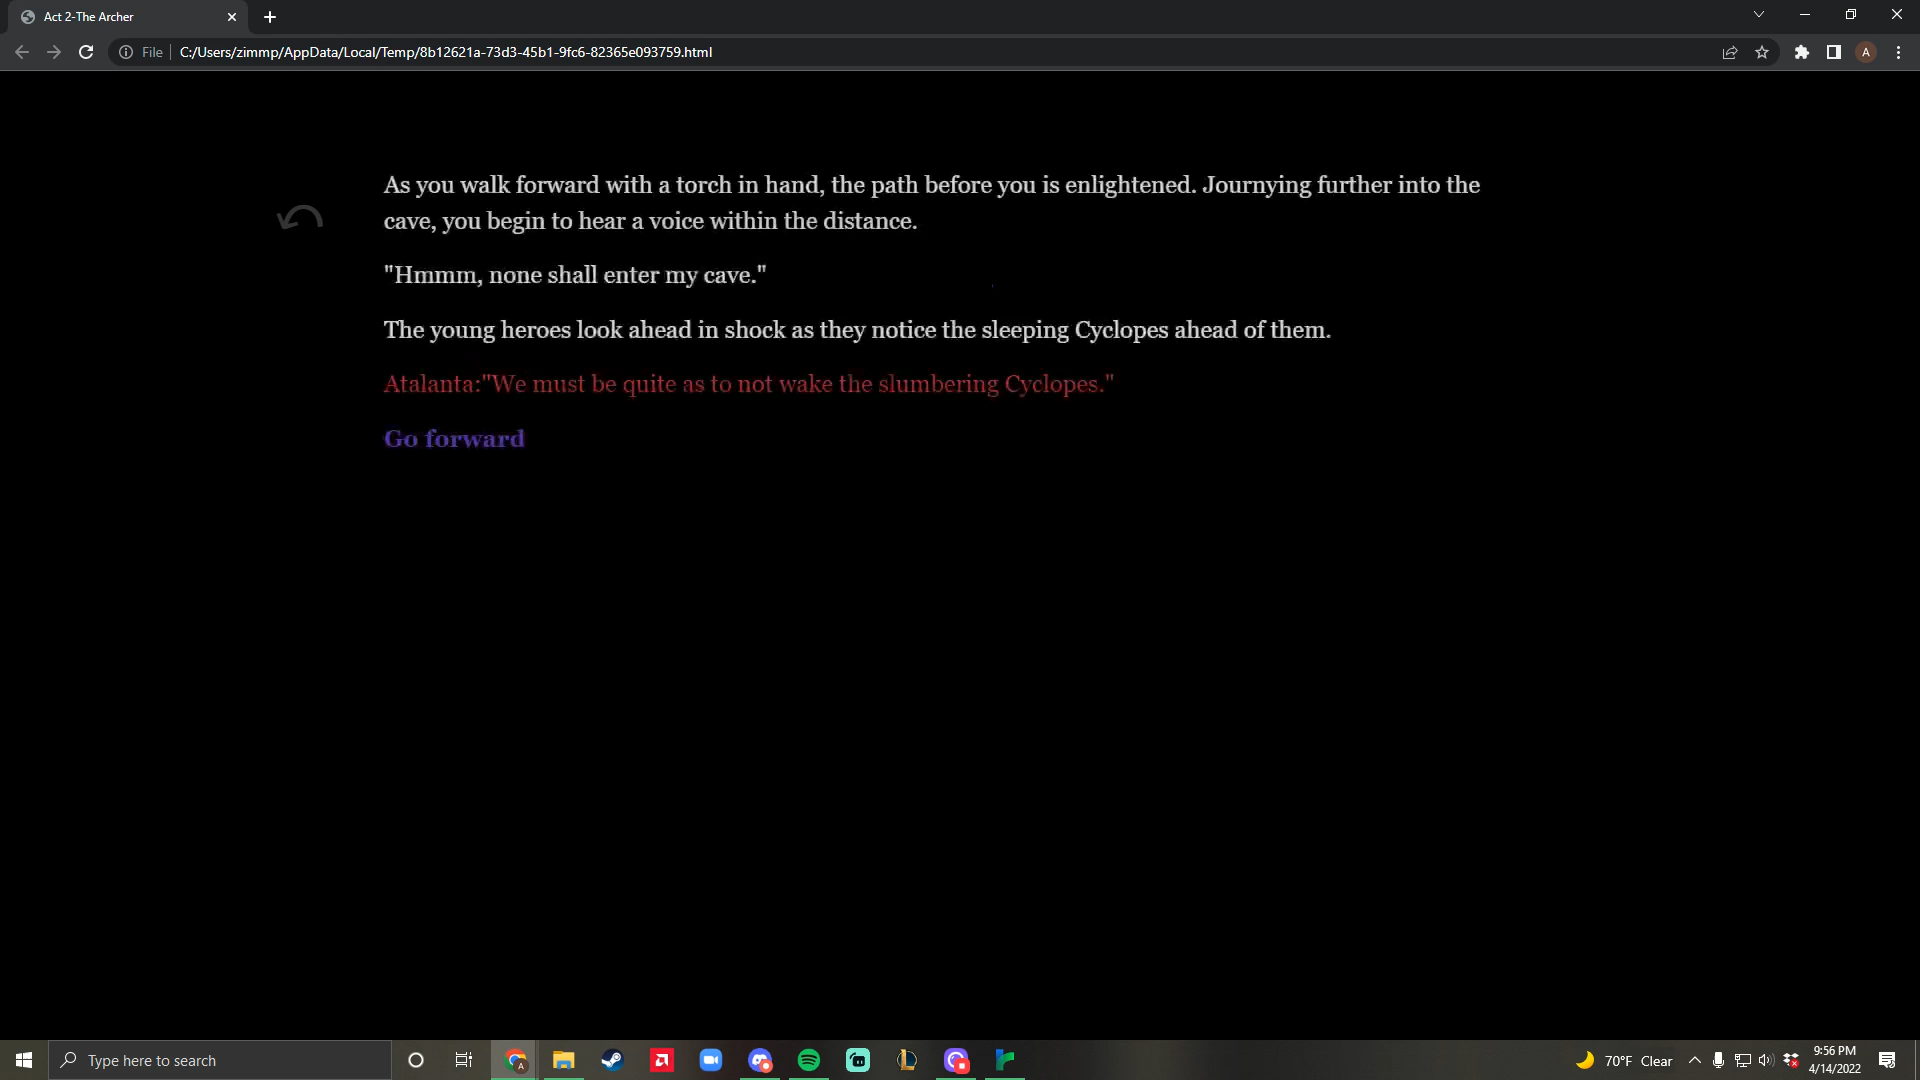 Act 2-The Archer
File
C:/Users/zimmp/AppData/Local/Temp/8b12621a-73d3-45b1-9fc6-82365e093759.html
A
As you walk forward with a torch in hand, the path before you is enlightened. Journying further into the
cave, you begin to hear a voice within the distance.
"Hmmm, none shall enter my cave."
The young heroes look ahead in shock as they notice the sleeping Cyclopes ahead of them.
Atalanta:"We must be quite as to not wake the slumbering Cyclopes."
Go forward
Type here to search
70°F Clear
9:56 PM
4/14/2022